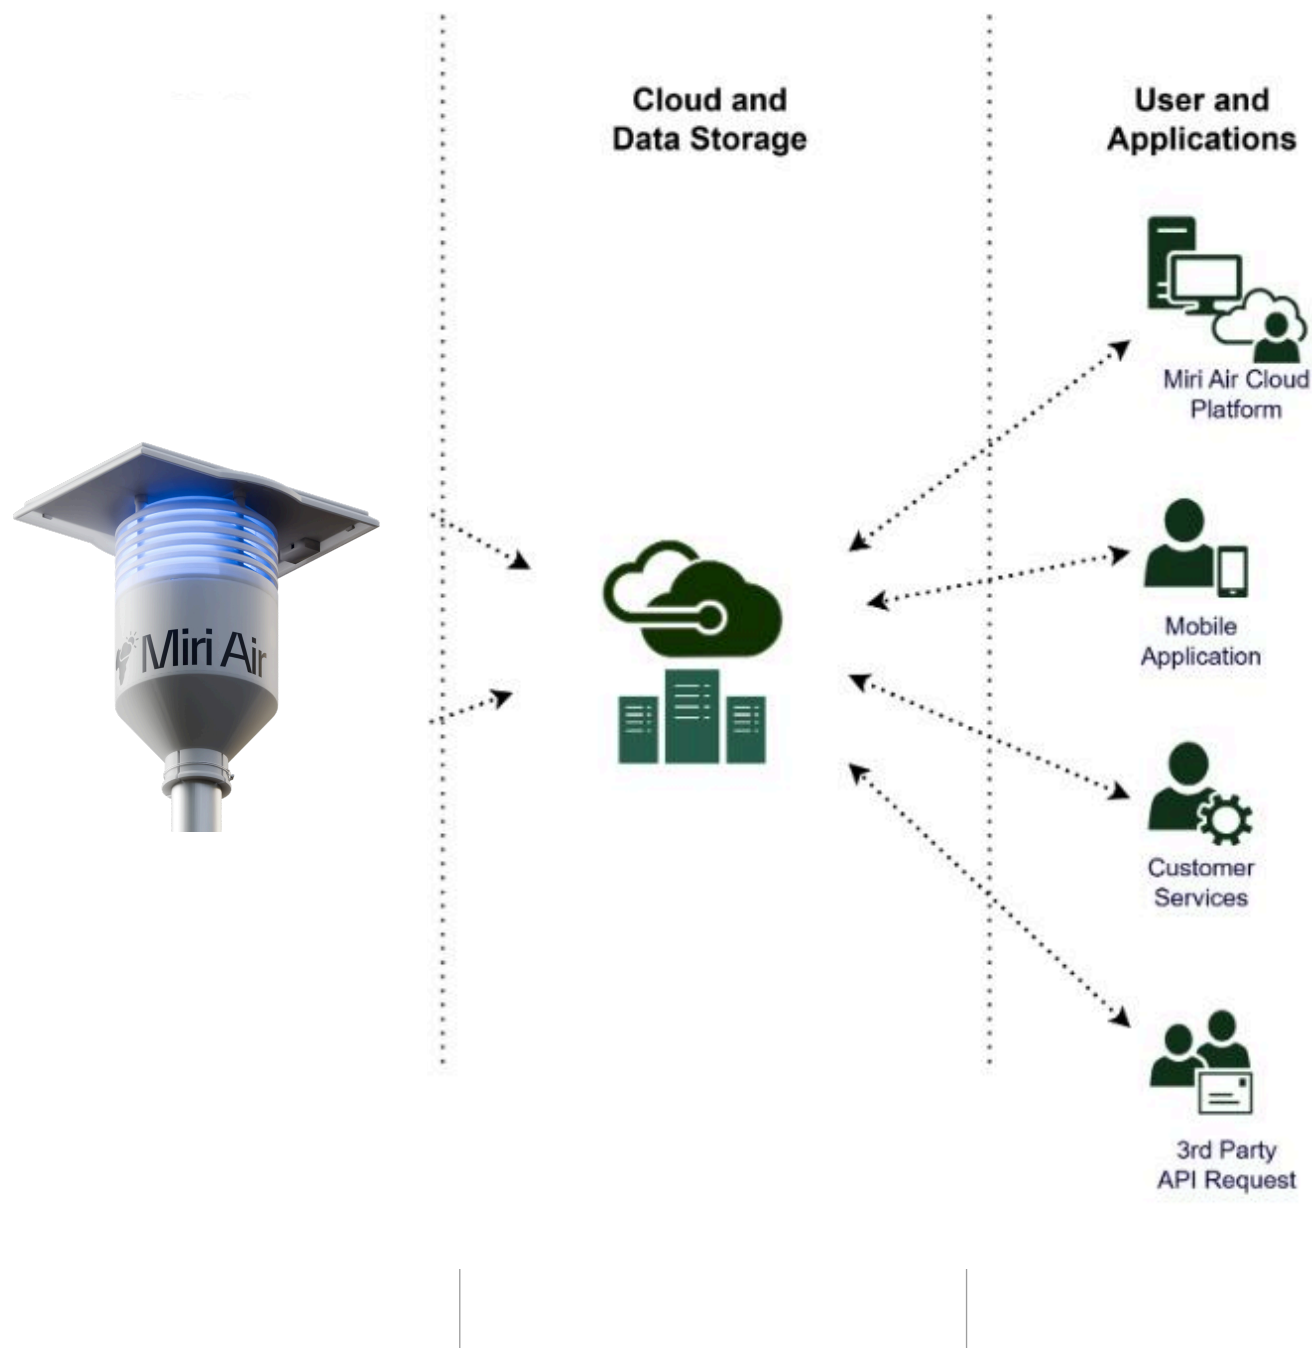 Cloud and
Data Storage
User and
Applications
Miri Air Cloud
Platform
Miri Air
Mobile
Application
Customer
Services
3rd Party
API Request